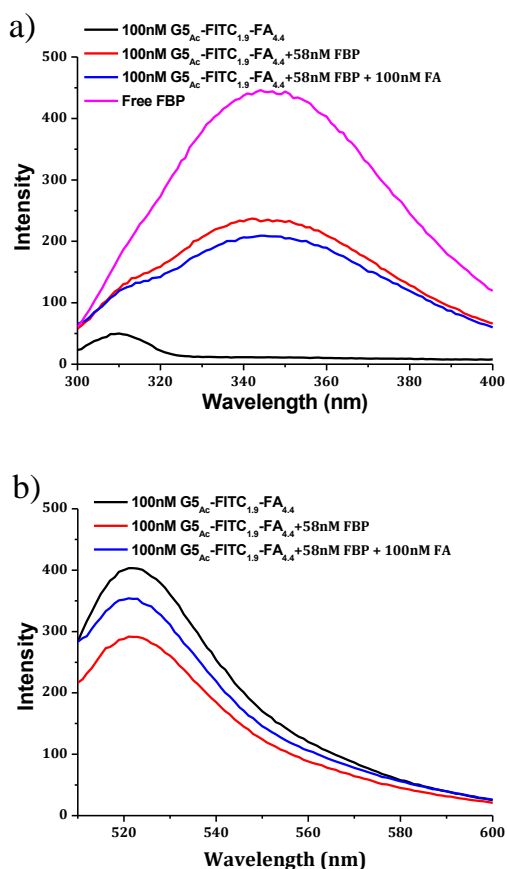 a)
100nM G5Ac-FITC1.9-FA4.4
100nM G5Ac-FITC1.9-FA4.4+58nM FBP
100nM G5Ac-FITC1.9-FA4.4+58nM FBP + 100nM FA
Free FBP
500
400
300
200
100
0
Intensity
300 320 340 360 380 400
Wavelength (nm)
b)
100nM G5Ac-FITC1.9-FA4.4
100nM G5Ac-FITC1.9-FA4.4+58nM FBP
100nM G5Ac-FITC1.9-FA4.4+58nM FBP + 100nM FA
500
400
300
200
100
0
Intensity
520 540 560 580 600
Wavelength (nm)